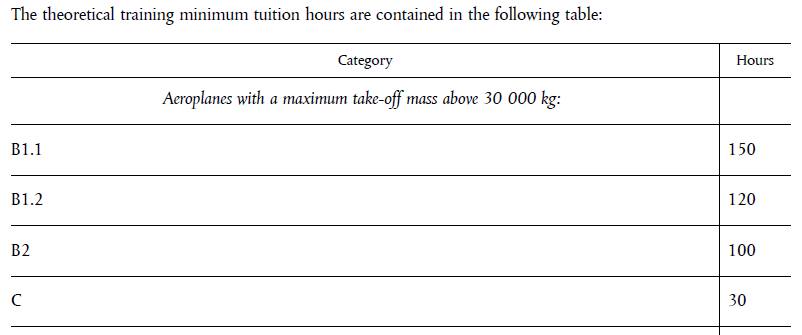 The theoretical training minimum tuition hours are contained in the following table:
Category Hours
Aeroplanes with a maximum take-off mass above 30 000 kg:
B1.1 150
B1.2 120
B2 100
C 30